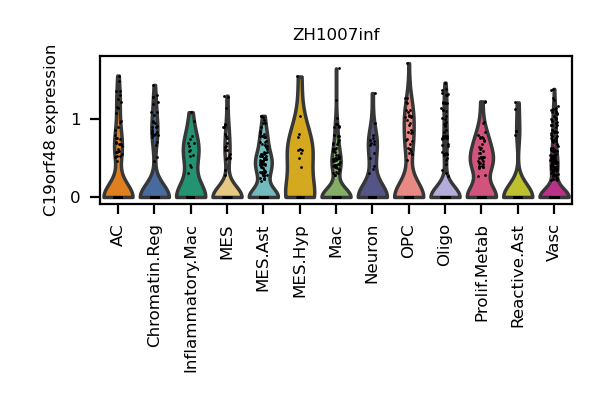 ZH1007inf
C19orf48 expression
1
0
AC
Chromatin.Reg
Inflammatory.Mac
MES
MES.Ast
MES.Hyp
Mac
Neuron
OPC
Oligo
Prolif.Metab
Reactive.Ast
Vasc